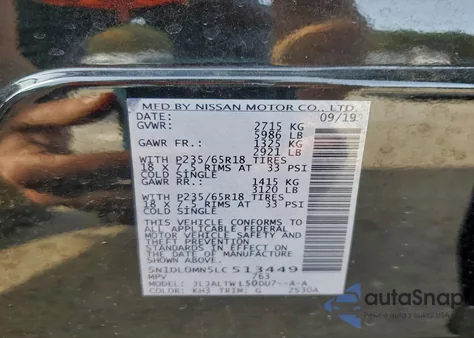 MFD BY NISSAN MOTOR CO., LTD.
DATE: 09/19
GVWR: 2715 KG
5986 LB
GAWR FR.: 1325 KG
2921 LB
WITH P235/65R18 TIRES
18 x 7.5 RIMS AT 33 PSI
COLD SINGLE
GAWR RR.: 1415 KG
3120 LB
WITH P235/65R18 TIRES
18 x 7.5 RIMS AT 33 PSI
COLD SINGLE
THIS VEHICLE CONFORMS TO
ALL APPLICABLE FEDERAL
MOTOR VEHICLE SAFETY AND
THEFT PREVENTION
STANDARDS IN EFFECT ON
THE DATE OF MANUFACTURE
SHOWN ABOVE.
5N1DL0MN5LC513449
MPV 763
MODEL:
COLOR: KH3 TRIM: G
autoSnap